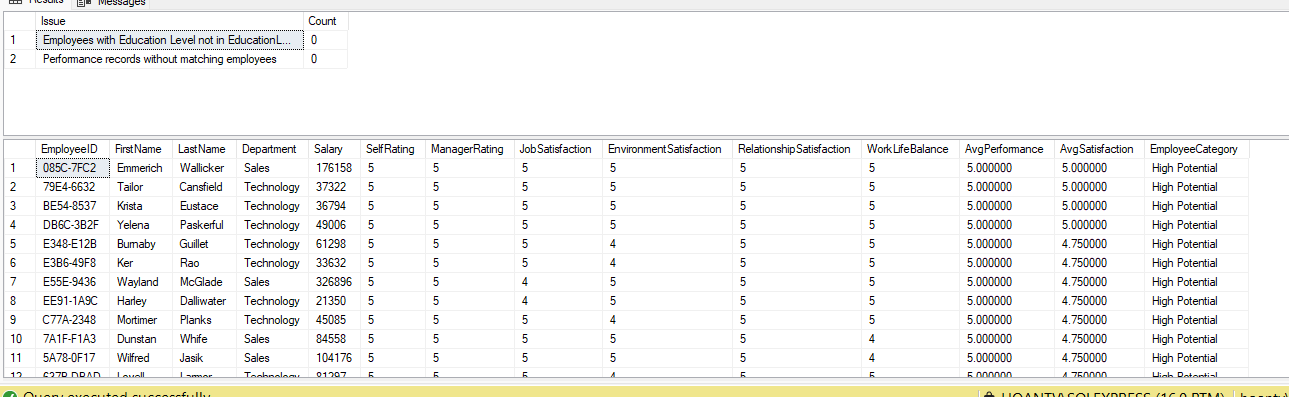 Results Messages
Issue Count
1 Employees with Education Level not in EducationL... 0
2 Performance records without matching employees 0
EmployeeID FirstName LastName Department Salary SelfRating ManagerRating JobSatisfaction EnvironmentSatisfaction RelationshipSatisfaction WorkLifeBalance AvgPerfomance AvgSatisfaction EmployeeCategory
1 085C-7FC2 Emmerich Wallicker Sales 176158 5 5 5 5 5 5 5.000000 5.000000 High Potential
2 79E4-6632 Tailor Cansfield Technology 37322 5 5 5 5 5 5 5.000000 5.000000 High Potential
3 BE54-8537 Krista Eustace Technology 36794 5 5 5 5 5 5 5.000000 5.000000 High Potential
4 DB6C-3B2F Yelena Paskerful Technology 49006 5 5 5 5 5 5 5.000000 5.000000 High Potential
5 E348-E12B Burnaby Guillet Technology 61298 5 5 5 4 5 5 5.000000 4.750000 High Potential
6 E3B6-49F8 Ker Rao Technology 33632 5 5 5 4 5 5 5.000000 4.750000 High Potential
7 E55E-9436 Wayland McGlade Sales 326896 5 5 4 5 5 5 5.000000 4.750000 High Potential
8 EE91-1A9C Harley Dalliwater Technology 21350 5 5 4 5 5 5 5.000000 4.750000 High Potential
9 C77A-2348 Mortimer Planks Technology 45085 5 5 5 4 5 5 5.000000 4.750000 High Potential
10 7A1F-F1A3 Dunstan Whife Sales 84558 5 5 5 5 5 4 5.000000 4.750000 High Potential
11 5A78-0F17 Wilfred Jasik Sales 104176 5 5 5 5 5 4 5.000000 4.750000 High Potential
12 637B-DBAD Lovell Larmor Technology 81297 5 5 5 4 5 5 5.000000 4.750000 High Potential
Query executed successfully (16.0 RTM)